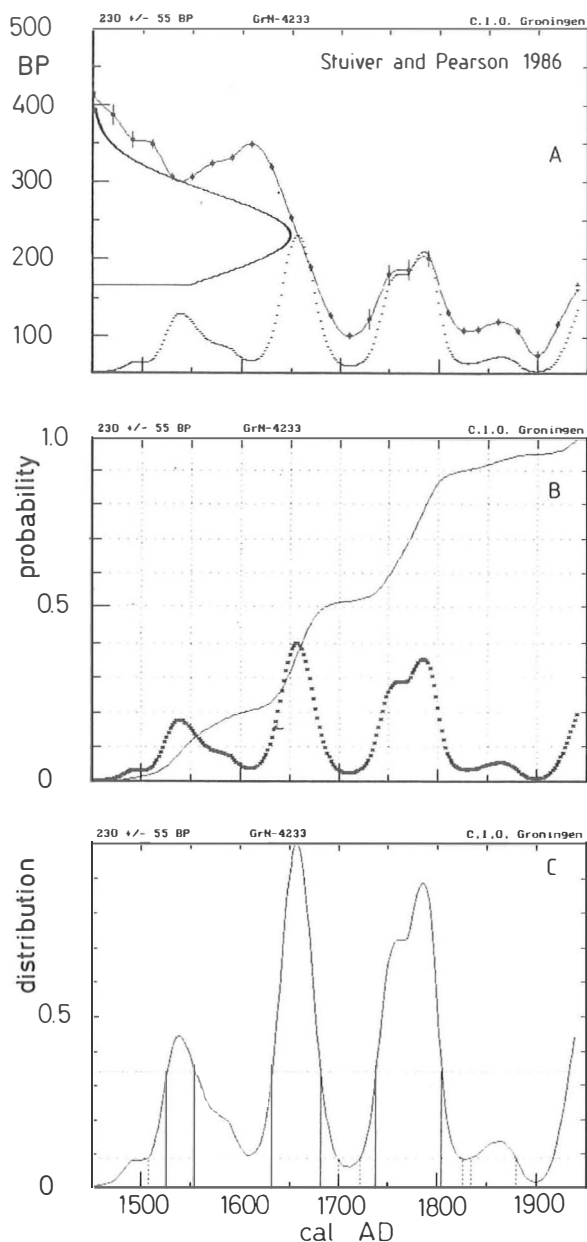 230 +/- 55 BP GrN-4233 C.I.O. Groningen
500
BP
Stuiver and Pearson 1986
400
A
300
200
100
230 +/- 55 BP GrN-4233 C.I.O. Groningen
1.0
B
probability
0.5
0
230 +/- 55 BP GrN-4233 C.I.O. Groningen
C
distribution
0.5
0
1500 1600 1700 1800 1900
cal AD